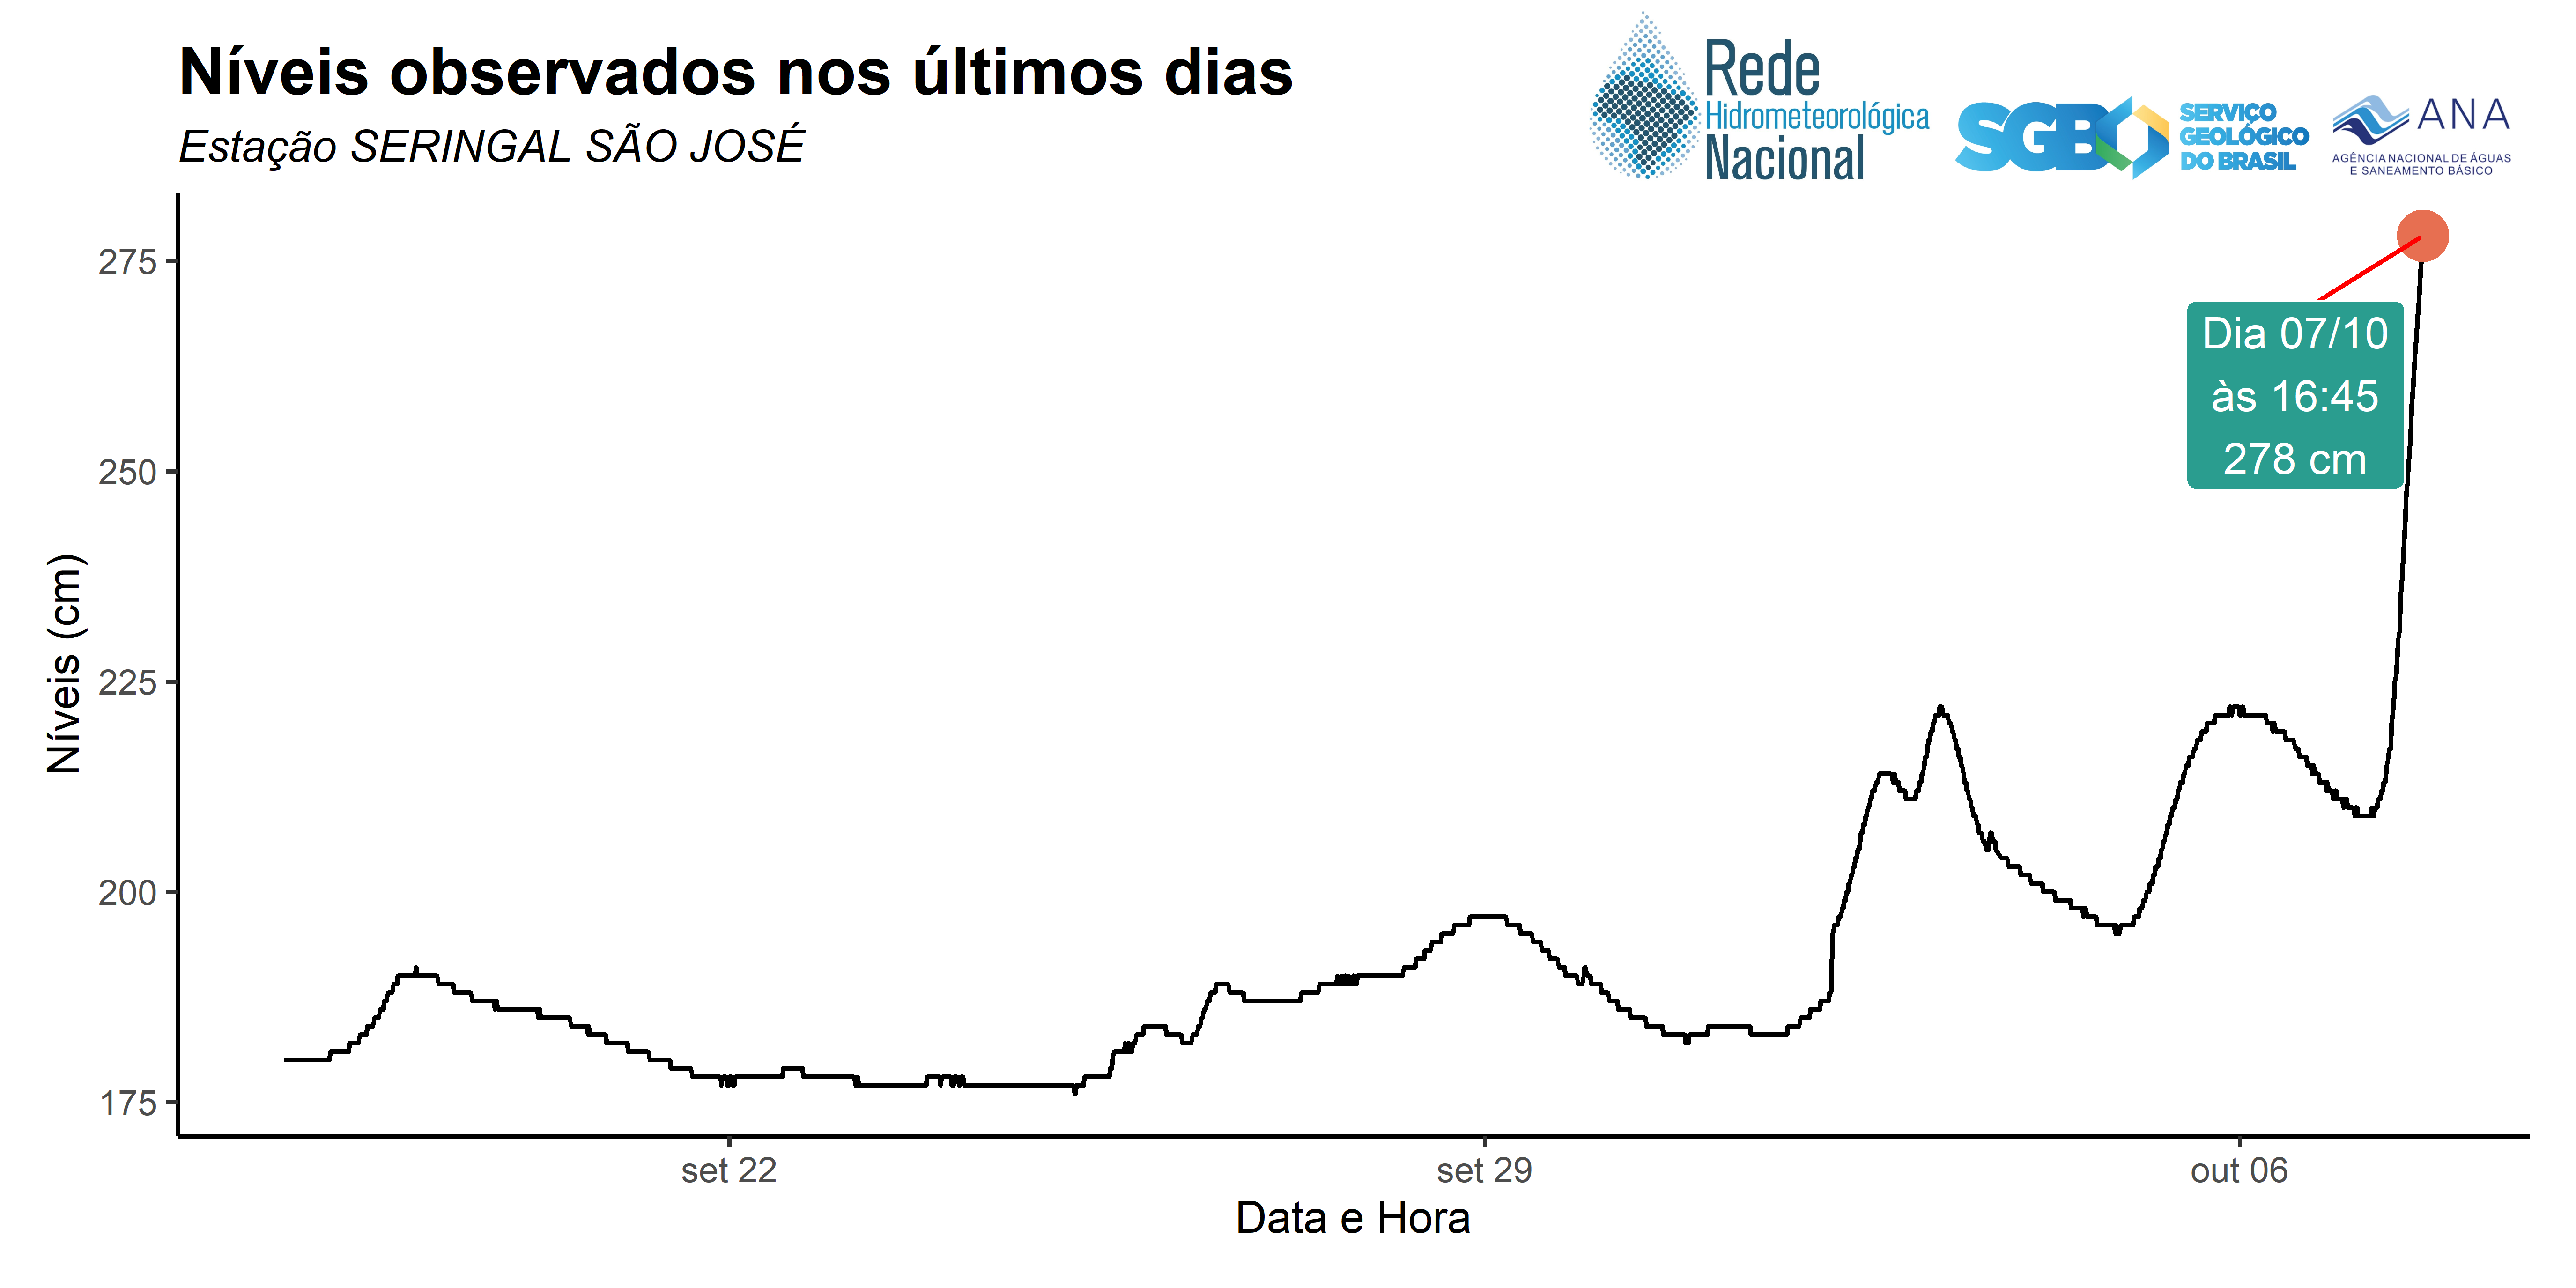 Níveis observados nos últimos dias
Estação SERINGAL SÃO JOSÉ
Rede
Hidrometeorológica
Nacional
SGB
SERVIÇO
GEOLÓGICO
DO BRASIL
ANA
AGÊNCIA NACIONAL DE ÁGUAS
E SANEAMENTO BÁSICO
Níveis (cm)
275
250
225
200
175
Dia 07/10
às 16:45
278 cm
set 22
set 29
out 06
Data e Hora